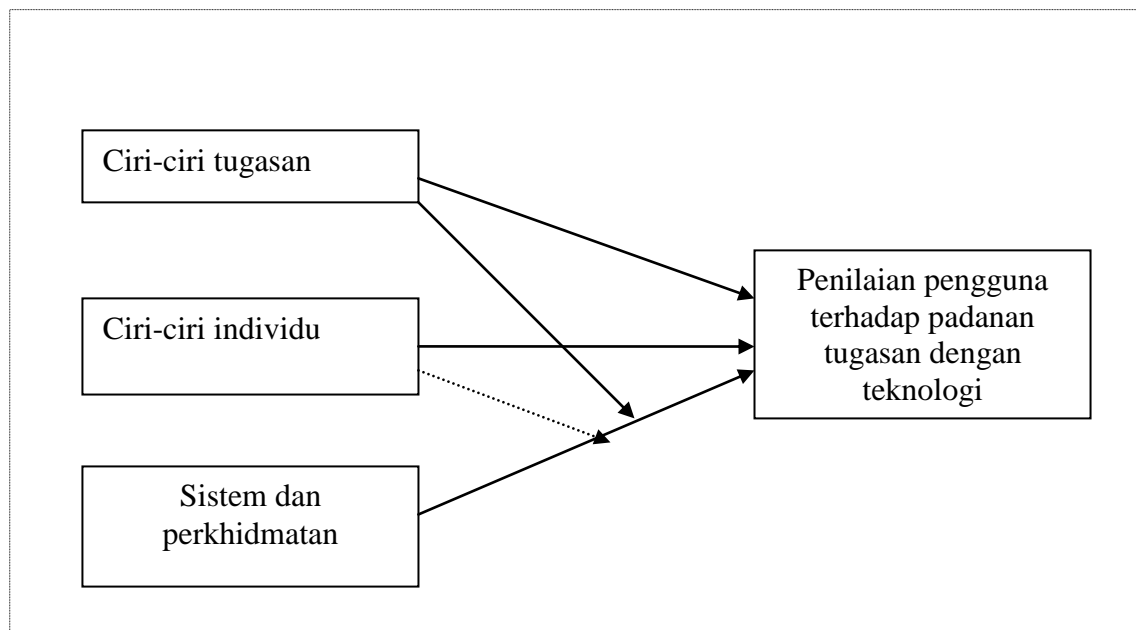 Ciri-ciri tugasan
Ciri-ciri individu
Sistem dan
perkhidmatan
Penilaian pengguna
terhadap padanan
tugasan dengan
teknologi